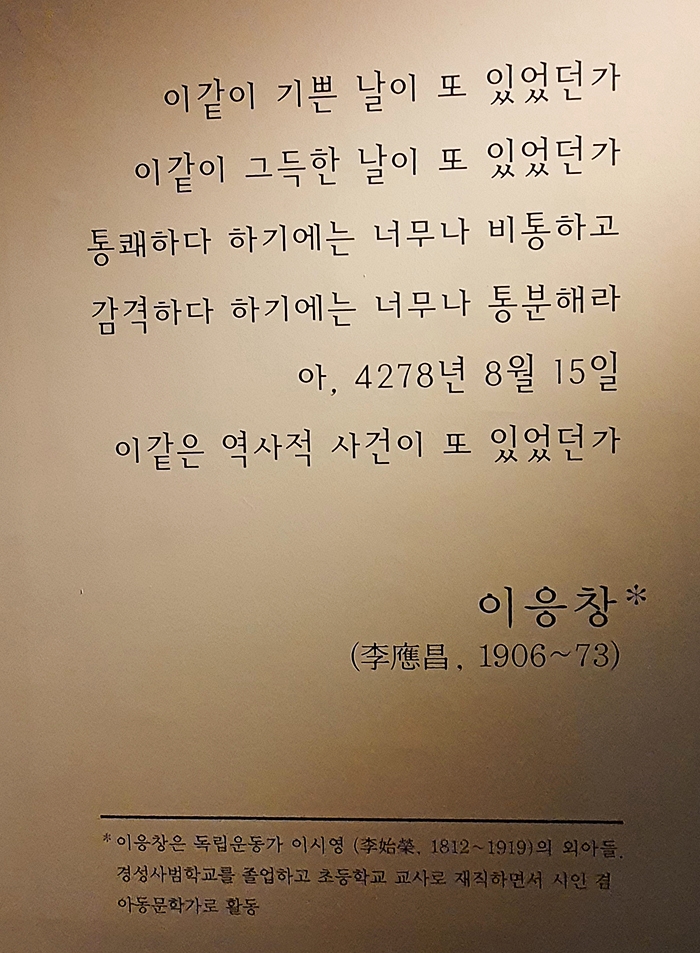 이같이 기쁜 날이 또 있었던가
이같이 그득한 날이 또 있었던가
통쾌하다 하기에는 너무나 비통하고
감격하다 하기에는 너무나 통분해라
아, 4278년 8월 15일
이같은 역사적 사건이 또 있었던가
이응창*
(李應昌, 1906~73)
*이응창은 독립운동가 이시영 (李始榮, 1812~1919)의 외아들.
경성사범학교를 졸업하고 초등학교 교사로 재직하면서 시인 겸
아동문학가로 활동